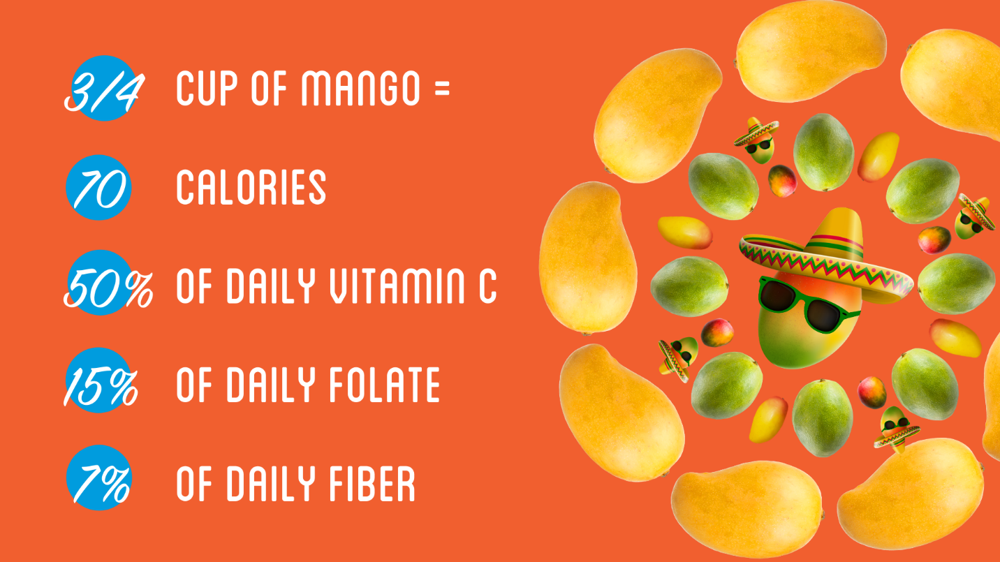 3/4 CUP OF MANGO =
70 CALORIES
50% OF DAILY VITAMIN C
15% OF DAILY FOLATE
7% OF DAILY FIBER